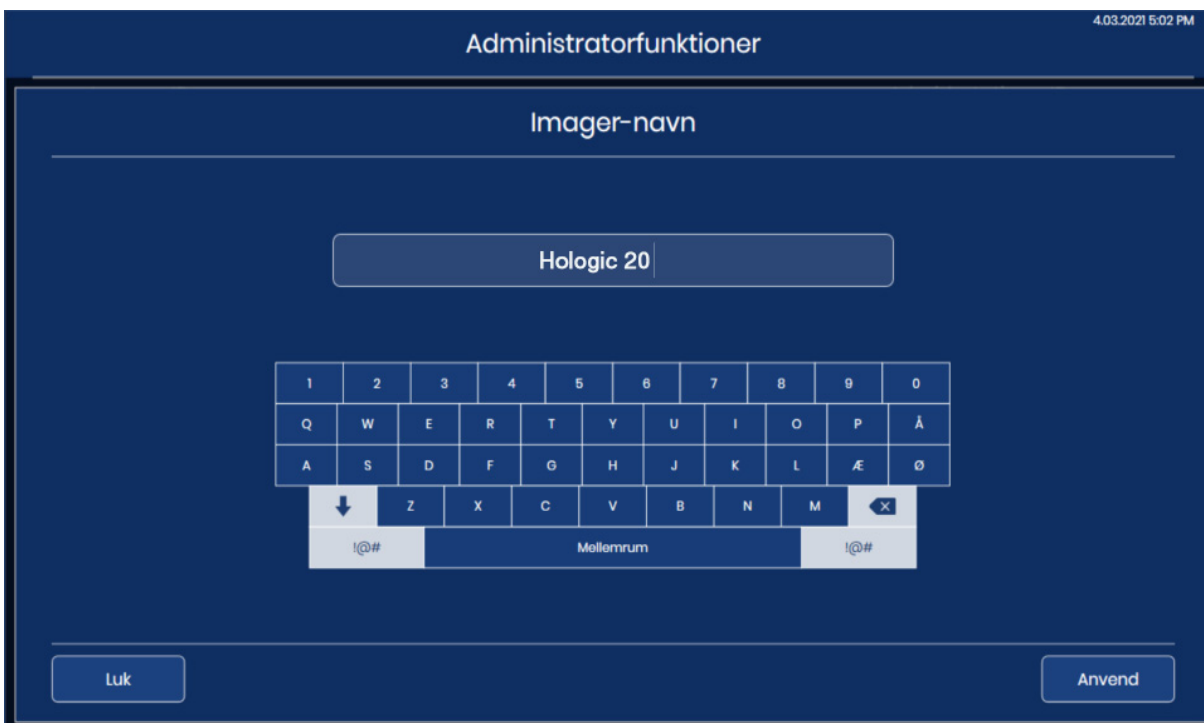 4.03.2021 5:02 PM
Administratorfunktioner
Imager-navn
Hologic 20
1 2 3 4 5 6 7 8 9 0
Q W E R T Y U I O P Å
A S D F G H J K L Æ Ø
Z X C V B N M
!@# Mellemrum !@#
Luk Anvend